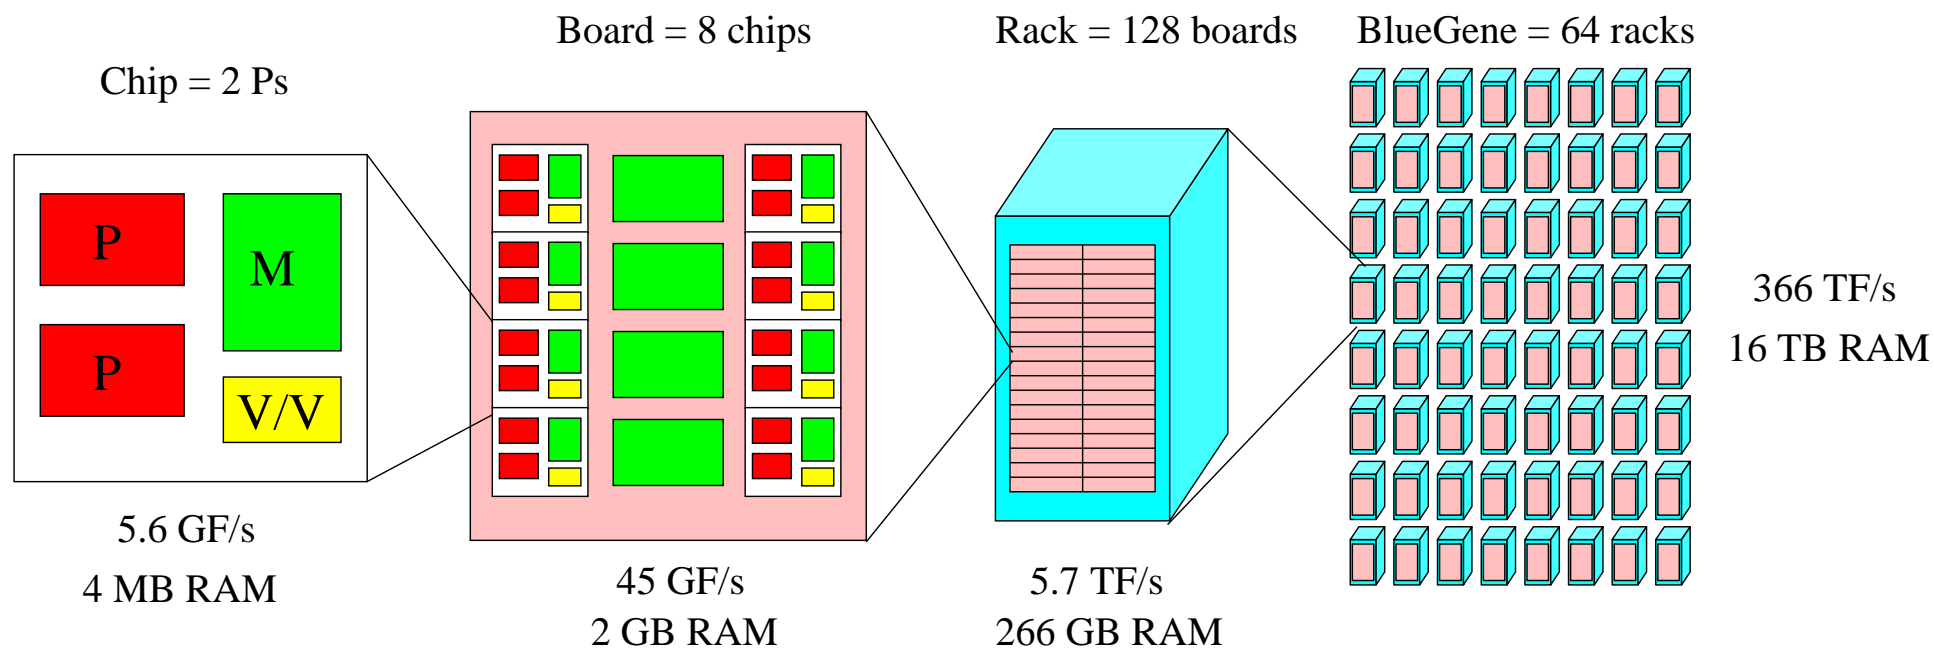 Chip = 2 Ps
P
P
M
V/V
5.6 GF/s
4 MB RAM
Board = 8 chips
45 GF/s
2 GB RAM
Rack = 128 boards
5.7 TF/s
266 GB RAM
BlueGene = 64 racks
366 TF/s
16 TB RAM